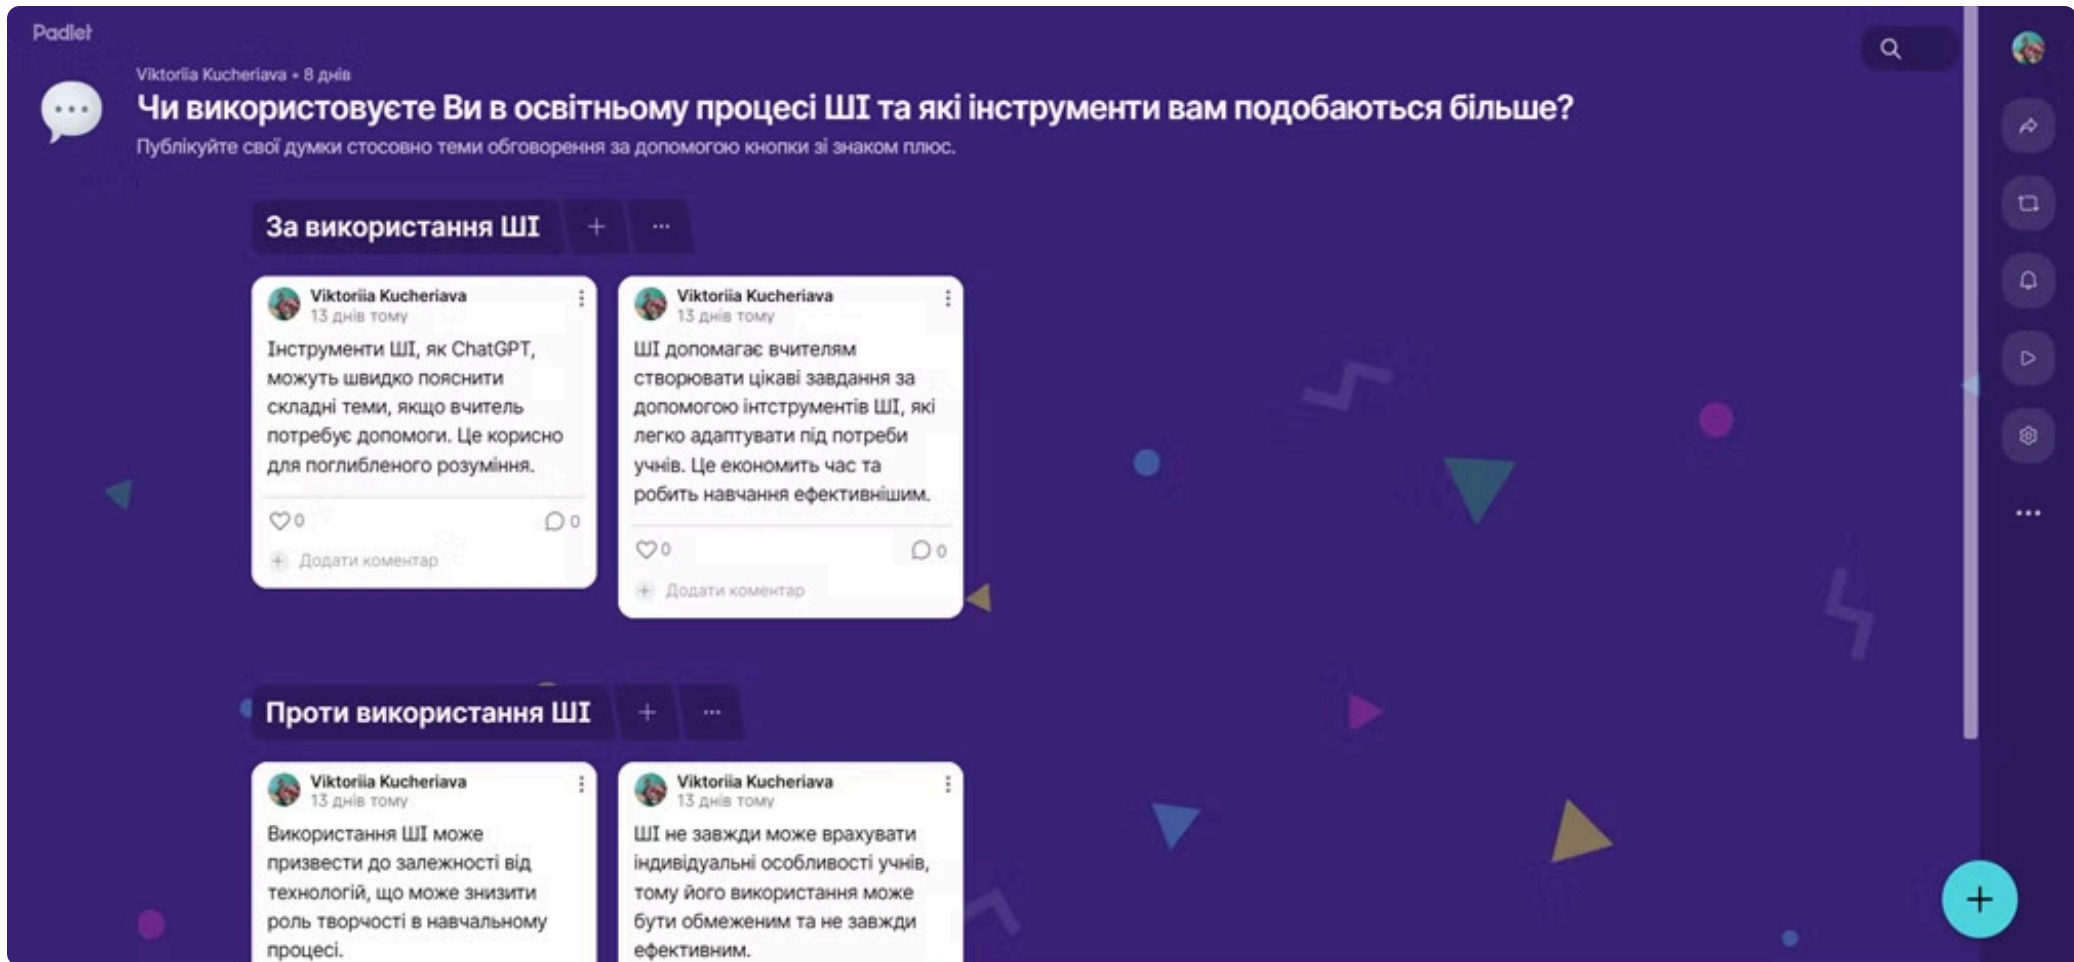 Padlet
Viktoriia Kucheriava • 8 днів
Чи використовуєте Ви в освітньому процесі ШІ та які інструменти вам подобаються більше?
Публікуйте свої думки стосовно теми обговорення за допомогою кнопки зі знаком плюс.
За використання ШІ
Viktoriia Kucheriava
13 днів тому
Інструменти ШІ, як ChatGPT,
можуть швидко пояснити
складні теми, якщо вчитель
потребує допомоги. Це корисно
для поглибленого розуміння.
0
0
Додати коментар
Viktoriia Kucheriava
13 днів тому
ШІ допомагає вчителям
створювати цікаві завдання за
допомогою інтструментів ШІ, які
легко адаптувати під потреби
учнів. Це економить час та
робить навчання ефективнішим.
0
0
Додати коментар
Проти використання ШІ
Viktoriia Kucheriava
13 днів тому
Використання ШІ може
призвести до залежності від
технологій, що може знизити
роль творчості в навчальному
процесі.
Viktoriia Kucheriava
13 днів тому
ШІ не завжди може врахувати
індивідуальні особливості учнів,
тому його використання може
бути обмеженим та не завжди
ефективним.